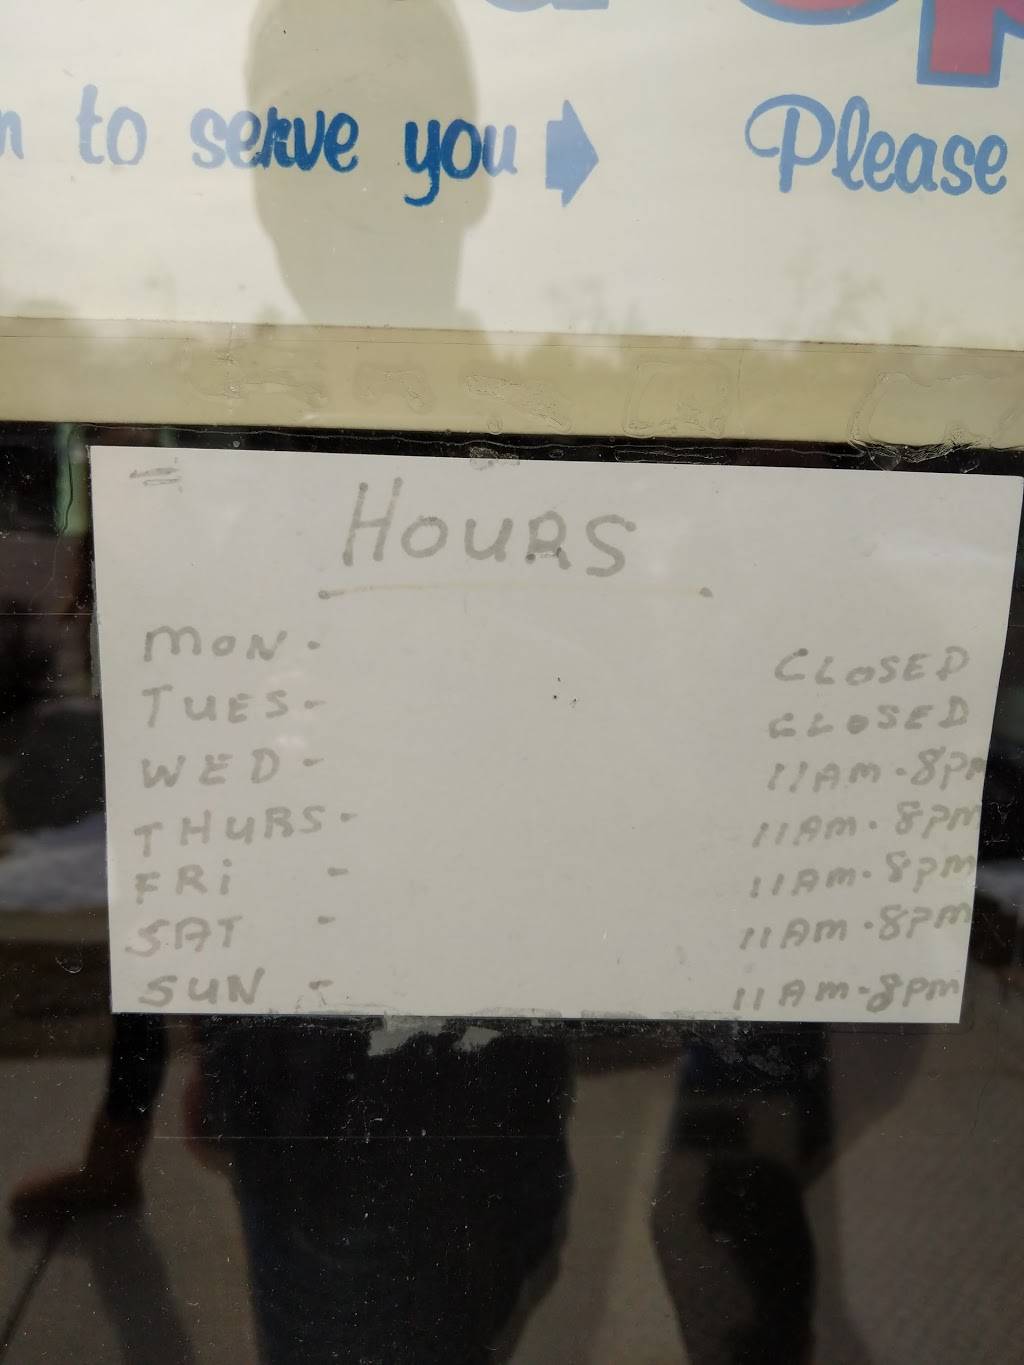 n to serve you Please
HOURS
MON - CLOSED
TUES - CLOSED
WED - 11AM - 8PM
THURS - 11AM - 8PM
FRi - 11AM - 8PM
SAT - 11AM - 8PM
SUN - 11AM - 8PM